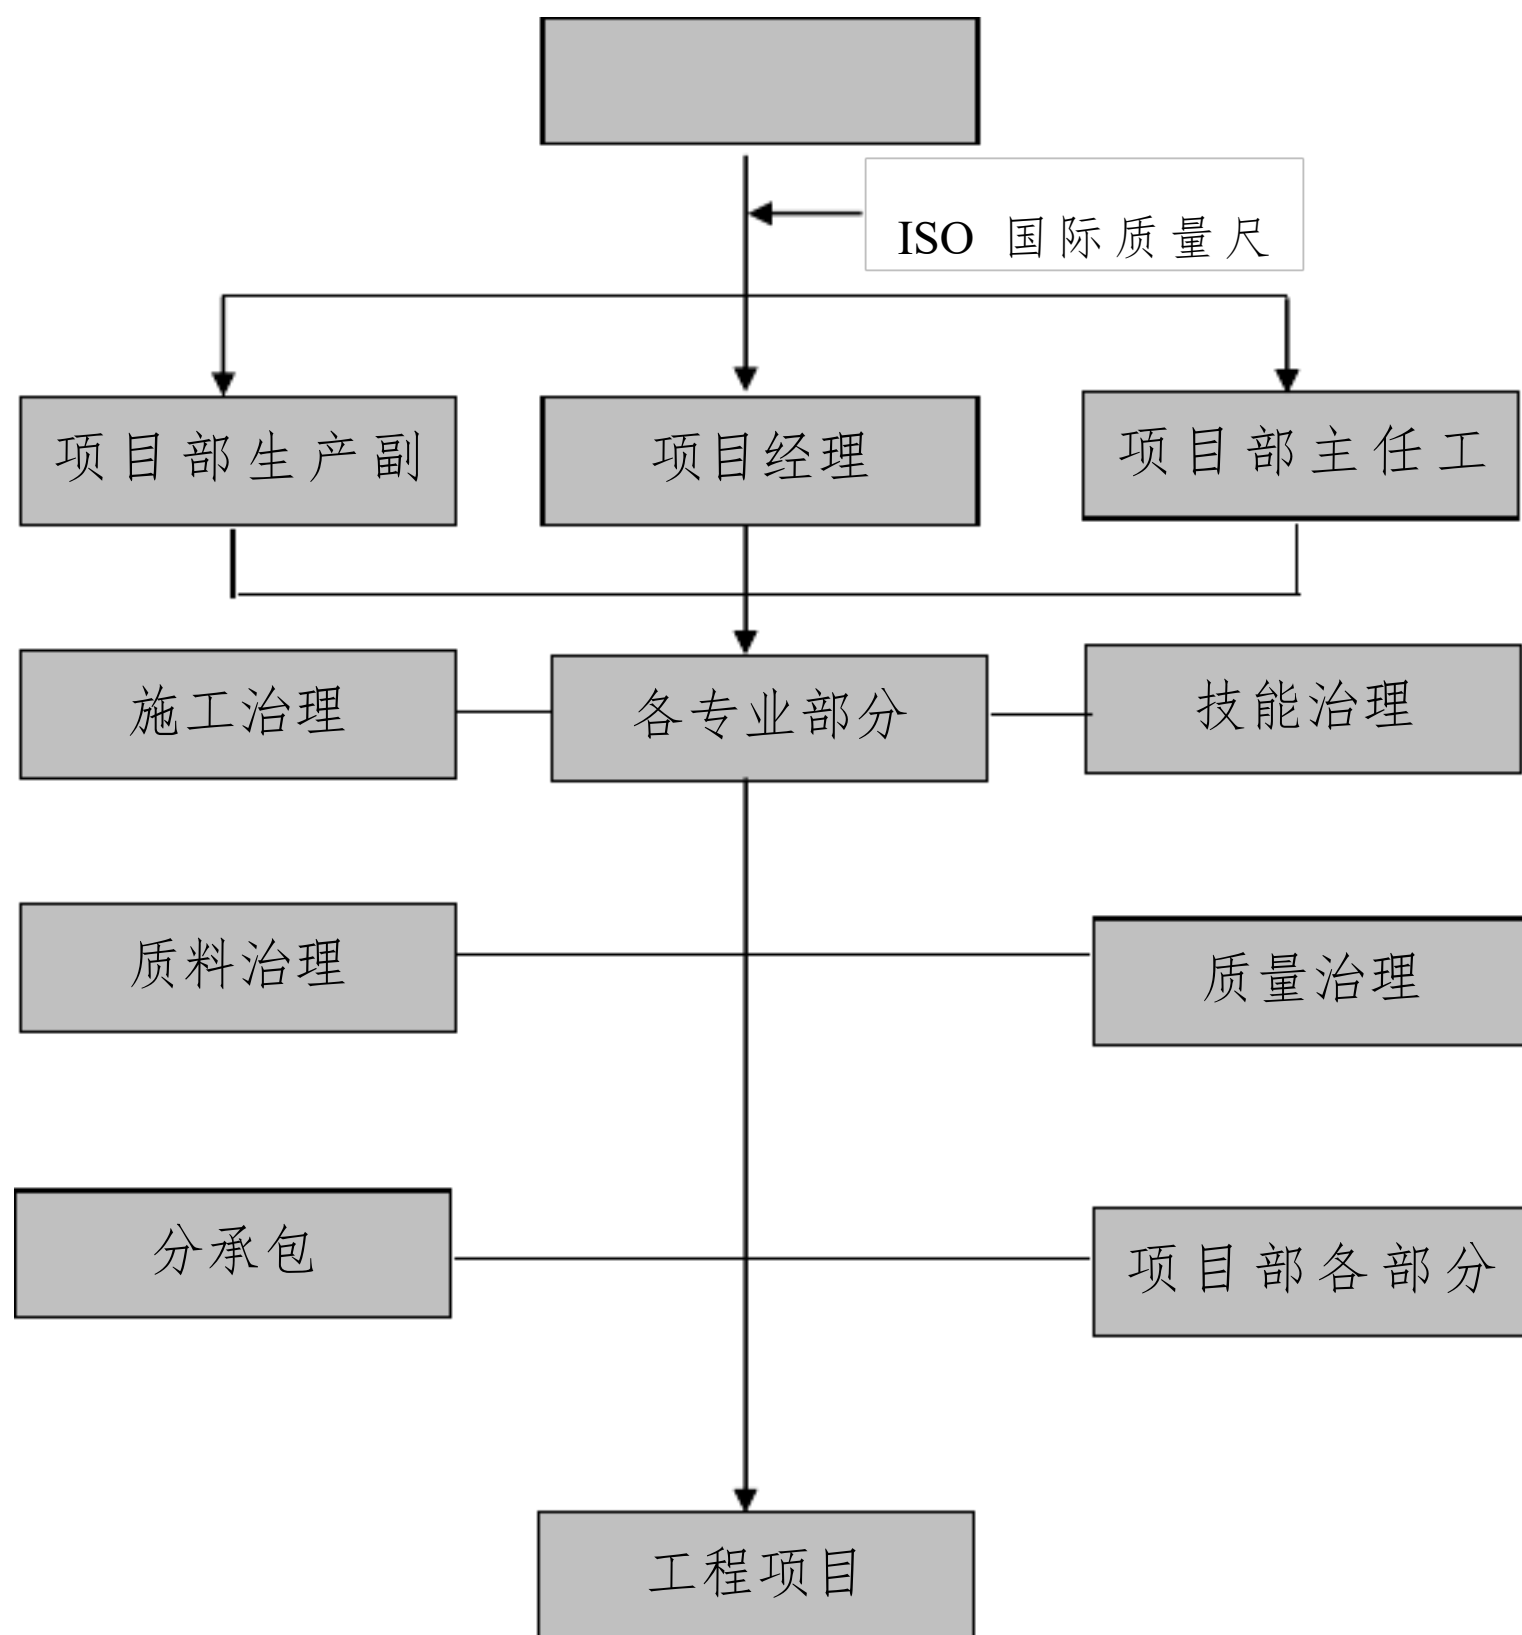 ISO 国际质量尺
项目部生产副
项目经理
项目部主任工
施工治理
各专业部分
技能治理
质料治理
质量治理
分承包
项目部各部分
工程项目